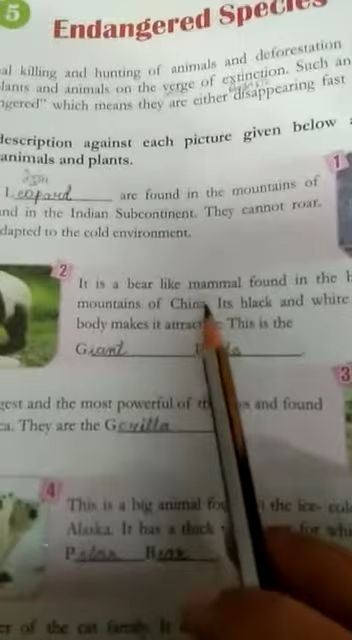 5
Endangered Species
al killing and hunting of animals and deforestation
lants and animals on the verge of extinction. Such an
ngered" which means they are either disappearing fast
description against each picture given below
animals and plants.
1
Leopard are found in the mountains of
nd in the Indian Subcontinent. They cannot roar.
dapted to the cold environment.
2
It is a bear like mammal found in the b
mountains of China. Its black and white
body makes it attract This is the
Giant
3
gest and the most powerful of and found
ca. They are the Gorilla
4
This is a big animal fo the ice- col
Alaska. It has a thick for whi
Polar Bear
er of the cat family. It